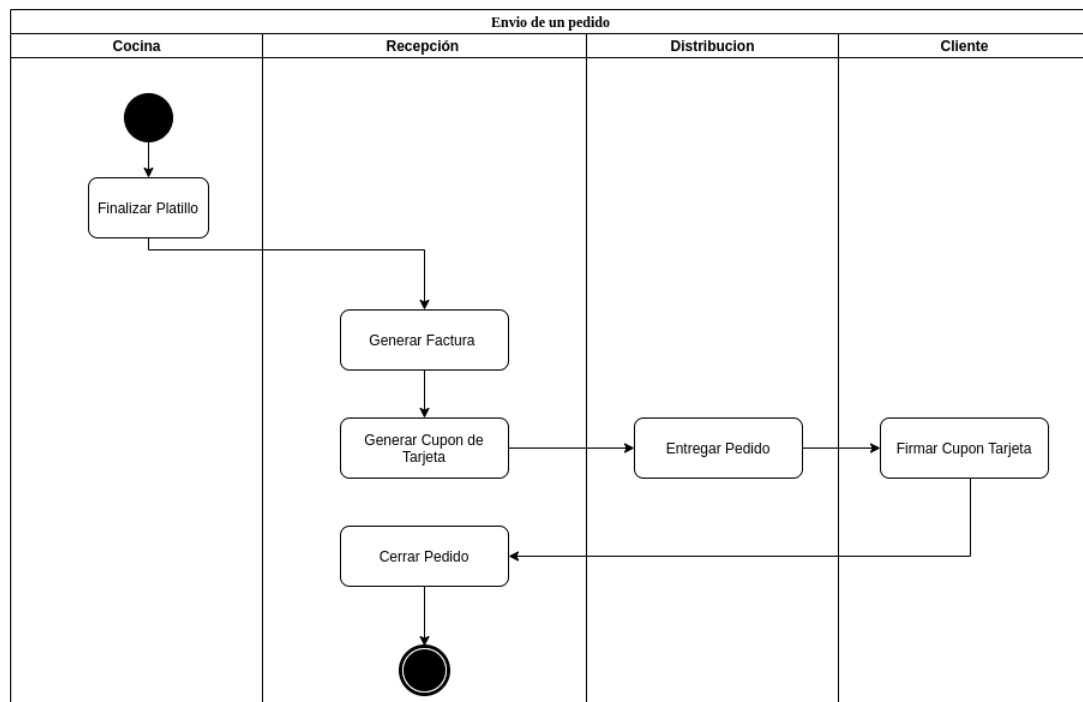 Envio de un pedido
Cocina
Recepción
Distribucion
Cliente
Finalizar Platillo
Generar Factura
Generar Cupon de
Tarjeta
Entregar Pedido
Firmar Cupon Tarjeta
Cerrar Pedido